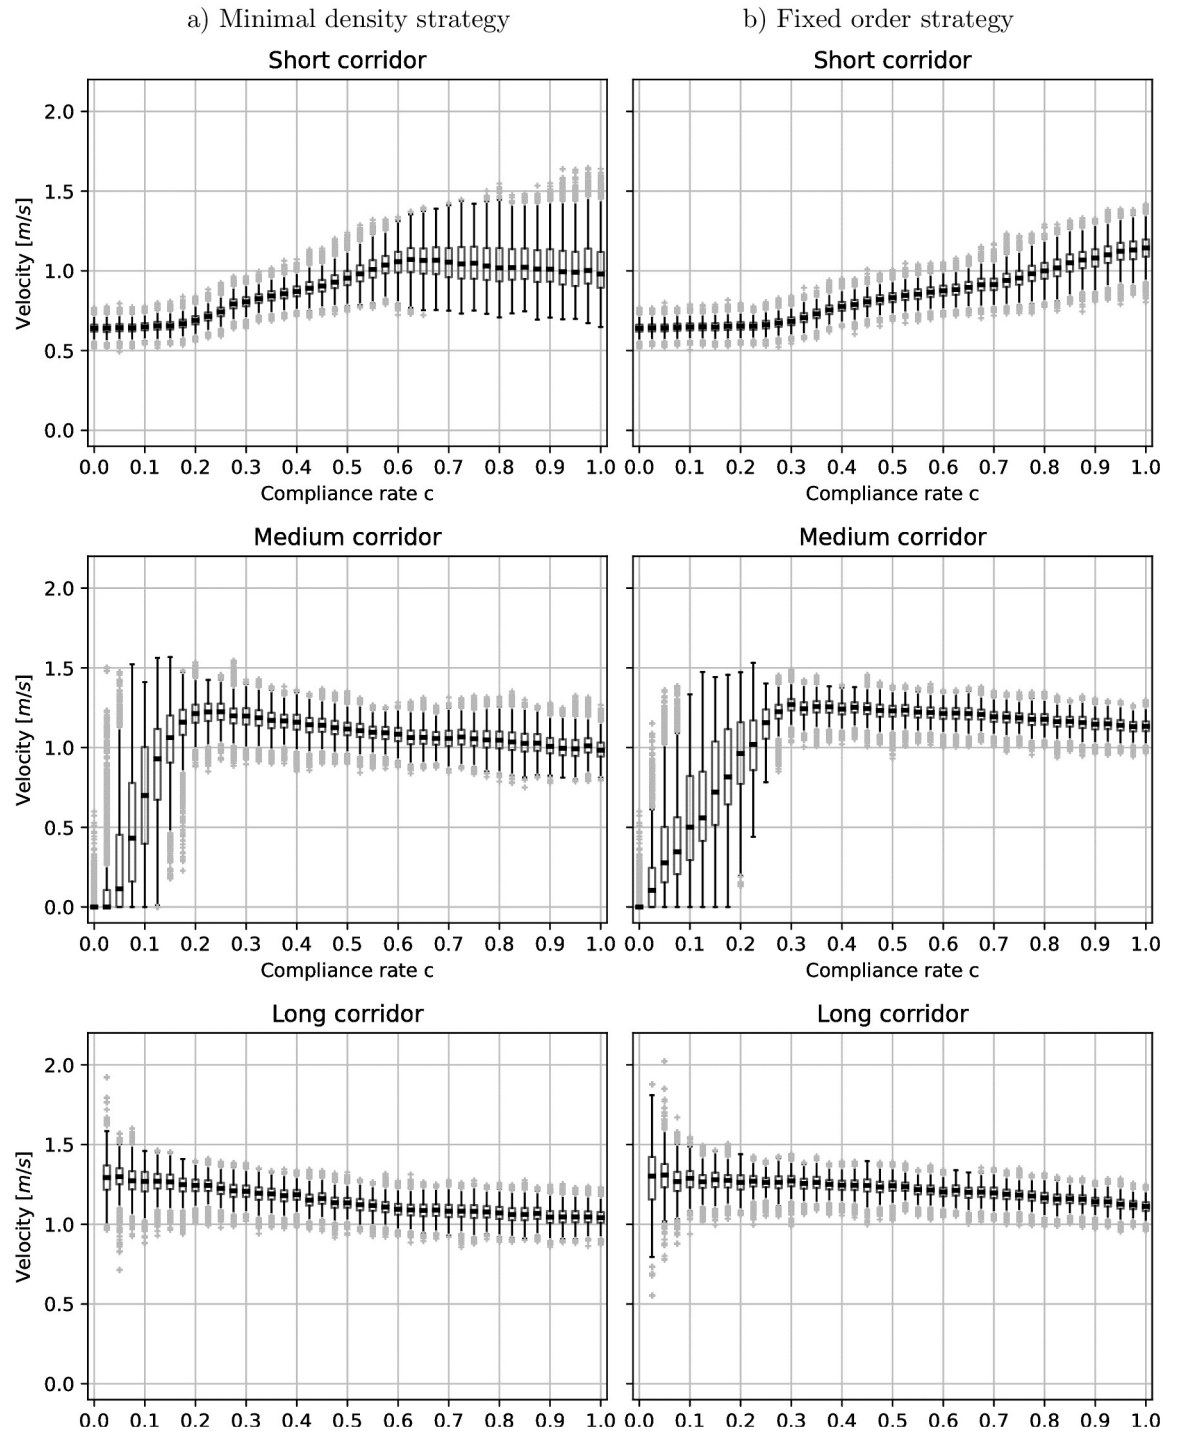 a) Minimal density strategy b) Fixed order strategy
Short corridor Short corridor
2.0
1.5
1.0
0.5
0.0
Velocity [m/s]
0.0 0.1 0.2 0.3 0.4 0.5 0.6 0.7 0.8 0.9 1.0 0.0 0.1 0.2 0.3 0.4 0.5 0.6 0.7 0.8 0.9 1.0
Compliance rate c Compliance rate c
Medium corridor Medium corridor
2.0
1.5
1.0
0.5
0.0
Velocity [m/s]
0.0 0.1 0.2 0.3 0.4 0.5 0.6 0.7 0.8 0.9 1.0 0.0 0.1 0.2 0.3 0.4 0.5 0.6 0.7 0.8 0.9 1.0
Compliance rate c Compliance rate c
Long corridor Long corridor
2.0
1.5
1.0
0.5
0.0
Velocity [m/s]
0.0 0.1 0.2 0.3 0.4 0.5 0.6 0.7 0.8 0.9 1.0 0.0 0.1 0.2 0.3 0.4 0.5 0.6 0.7 0.8 0.9 1.0